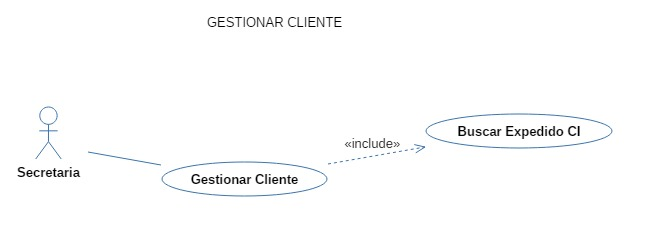 GESTIONAR CLIENTE
Buscar Expedido CI
«include»
Secretaria
Gestionar Cliente